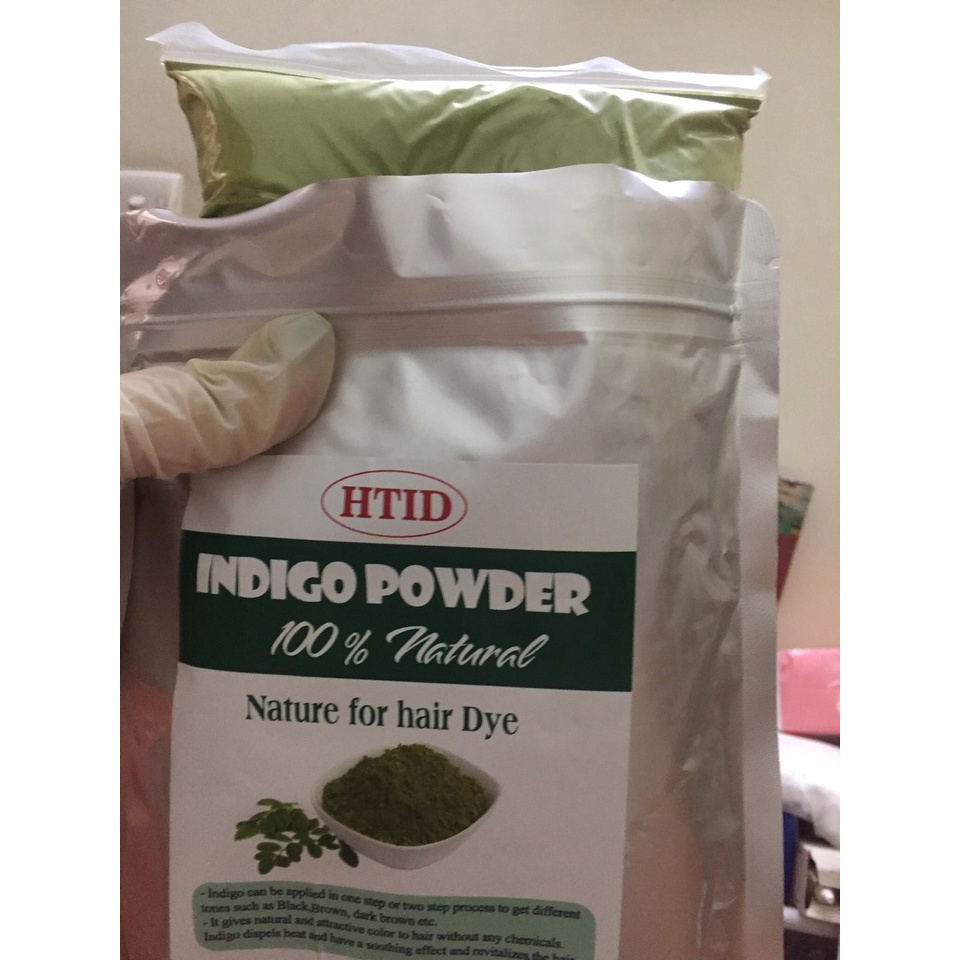 HTID
INDIGO POWDER
100 % Natural
Nature for hair Dye
- Indigo can be applied in one step or two step process to get different
tones such as Black,Brown, dark brown etc.
- It gives natural and attractive color to hair without any chemicals.
Indigo dispels heat and have a soothing effect and revitalizes the hair